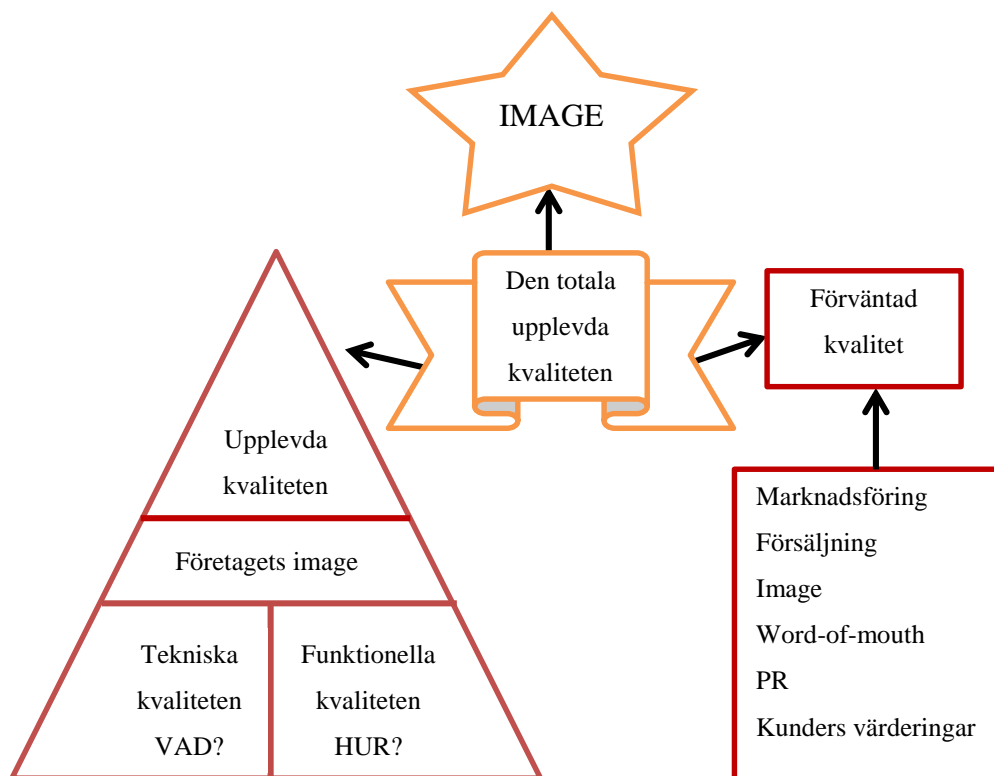 IMAGE
Den totala
upplevda
kvaliteten
Förväntad
kvalitet
Upplevda
kvaliteten
Företagets image
Tekniska
kvaliteten
VAD?
Funktionella
kvaliteten
HUR?
Marknadsföring
Försäljning
Image
Word-of-mouth
PR
Kunders värderingar